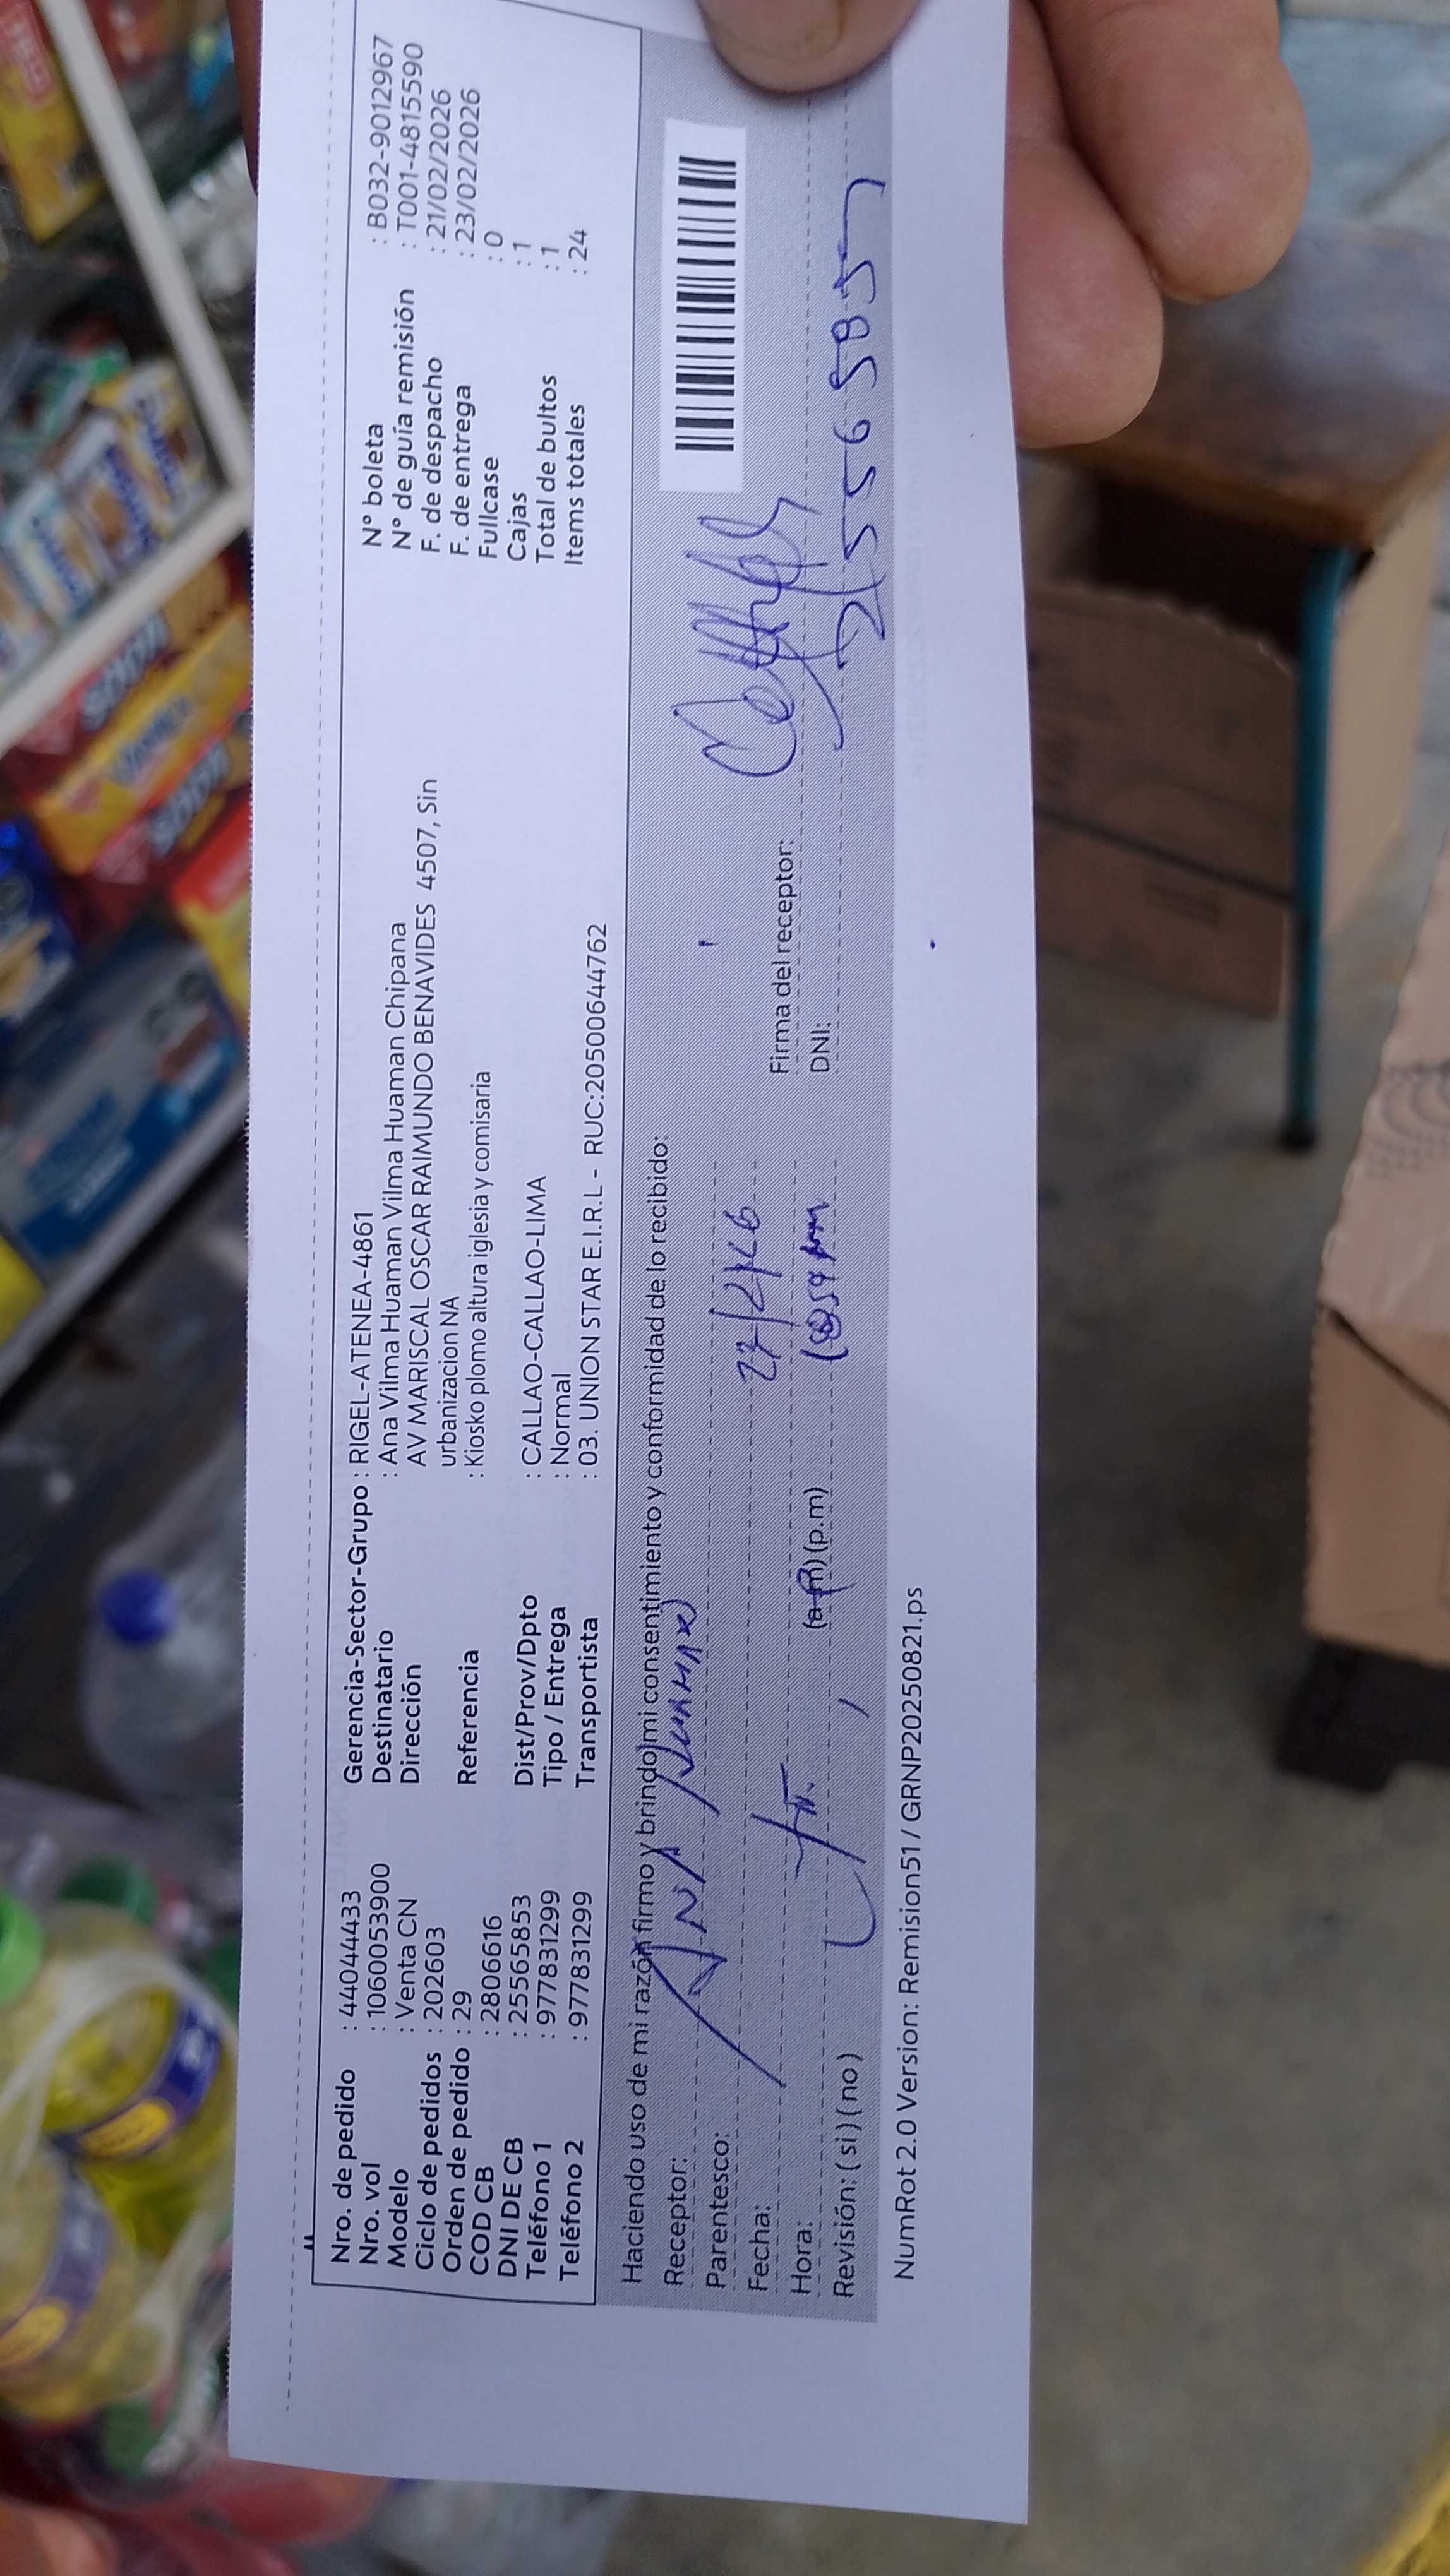 Nro. de pedido : 44044433
Nro. vol : 1060053900
Modelo : Venta CN
Ciclo de pedidos : 202603
Orden de pedido : 29
COD CB : 2806616
DNI DE CB : 25565853
Teléfono 1 : 977831299
Teléfono 2 : 977831299
Gerencia-Sector-Grupo : RIGEL-ATENEA-4861
Destinatario : Ana Vilma Huaman Vilma Huaman Chipana
Dirección AV MARISCAL OSCAR RAIMUNDO BENAVIDES 4507, Sin
urbanizacion NA
Referencia : Kiosko plomo altura iglesia y comisaria
Dist/Prov/Dpto : CALLAO-CALLAO-LIMA
Tipo / Entrega : Normal
Transportista : 03. UNION STAR E.I.R.L - RUC:20500644762
N° boleta : B032-9012967
N° de guía remisión : T001-4815590
F. de despacho : 21/02/2026
F. de entrega : 23/02/2026
Fullcase : 0
Cajas : 1
Total de bultos : 1
Items totales : 24
Haciendo uso de mi razón firmo y brindo mi consentimiento y conformidad de lo recibido:
Receptor: ANA
Parentesco:
Fecha:
Hora: (a.m) (p.m)
Revisión: (si) (no)
Firma del receptor:
DNI:
NumRot 2.0 Version: Remision51 / GRNP20250821.ps